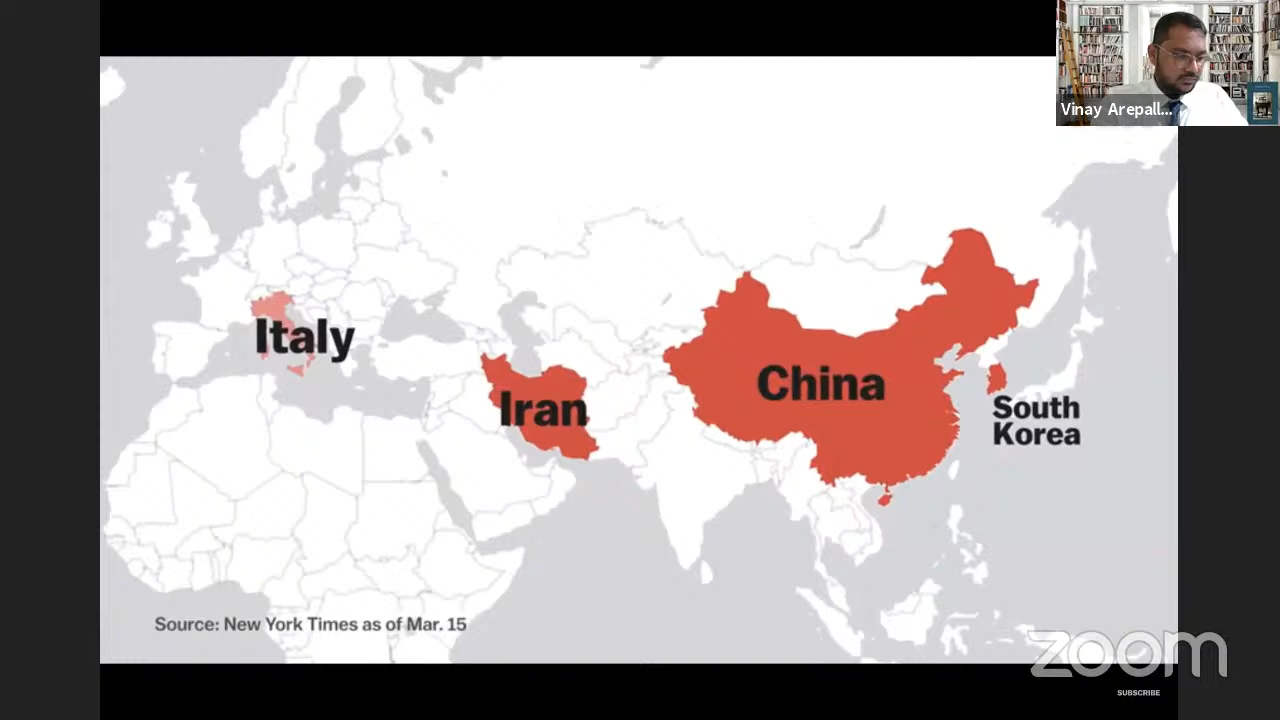 Vinay Arepall...
Italy
Iran
China
South
Korea
Source: New York Times as of Mar. 15
zoom
SUBSCRIBE